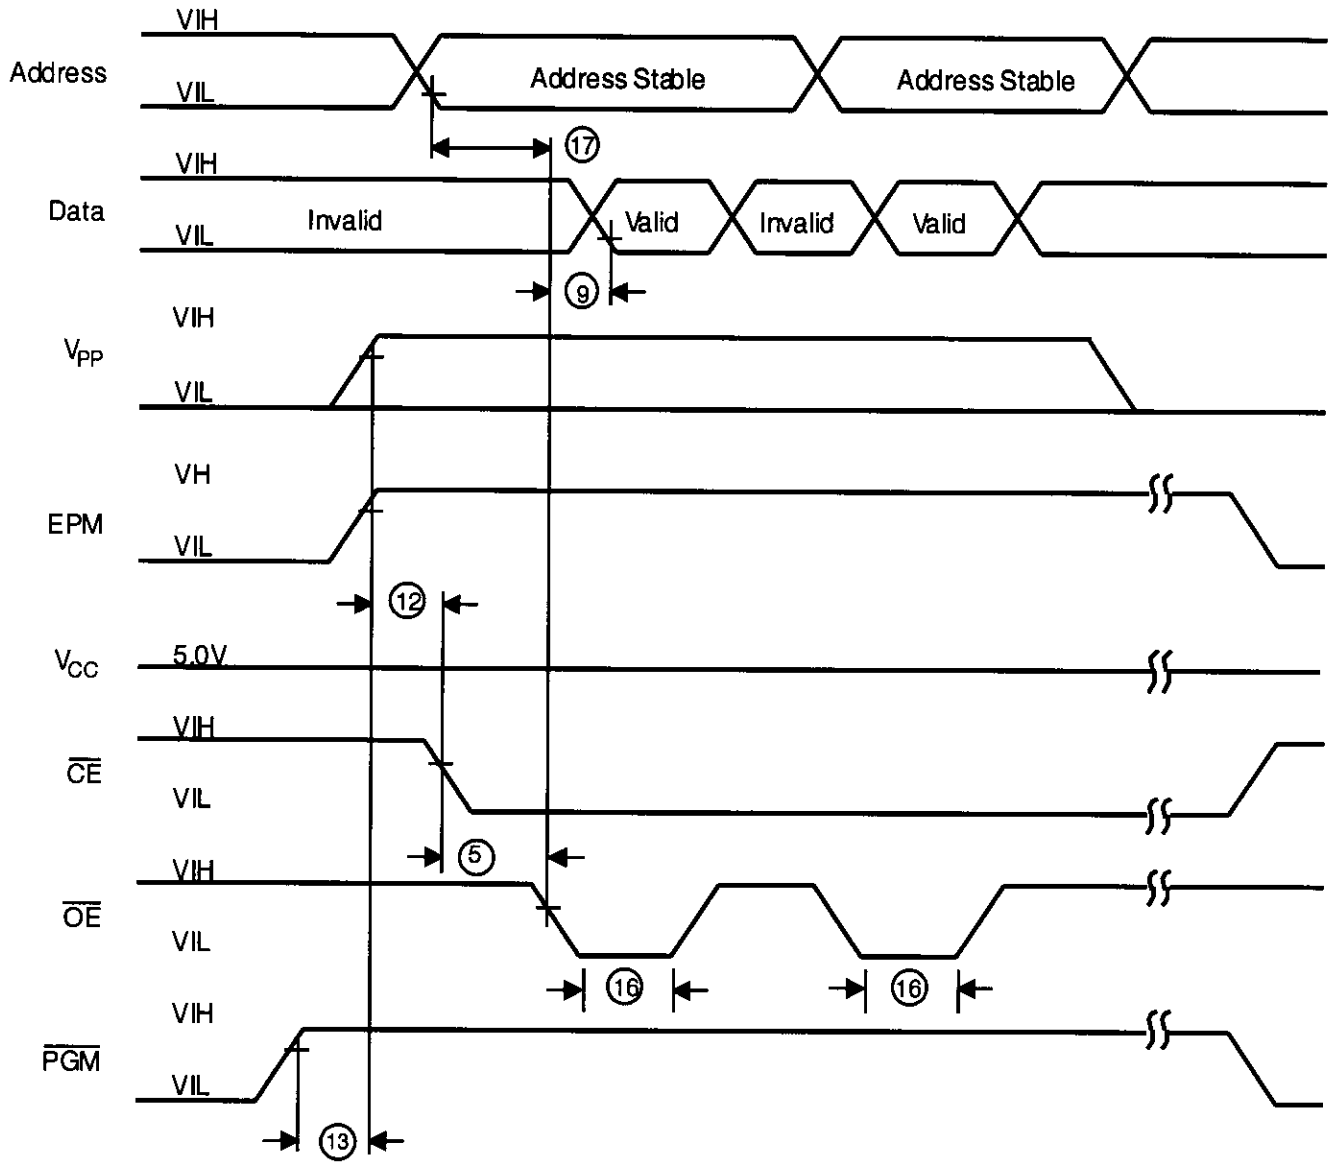 VIH
Address
VIL
Address Stable
Address Stable
17
VIH
Data
VIL
Invalid
Valid
Invalid
Valid
9
VIH
VPP
VIL
VH
EPM
VIL
12
VCC
5.0V
VIH
CE
VIL
5
VIH
OE
VIL
16
16
VIH
PGM
VIL
13